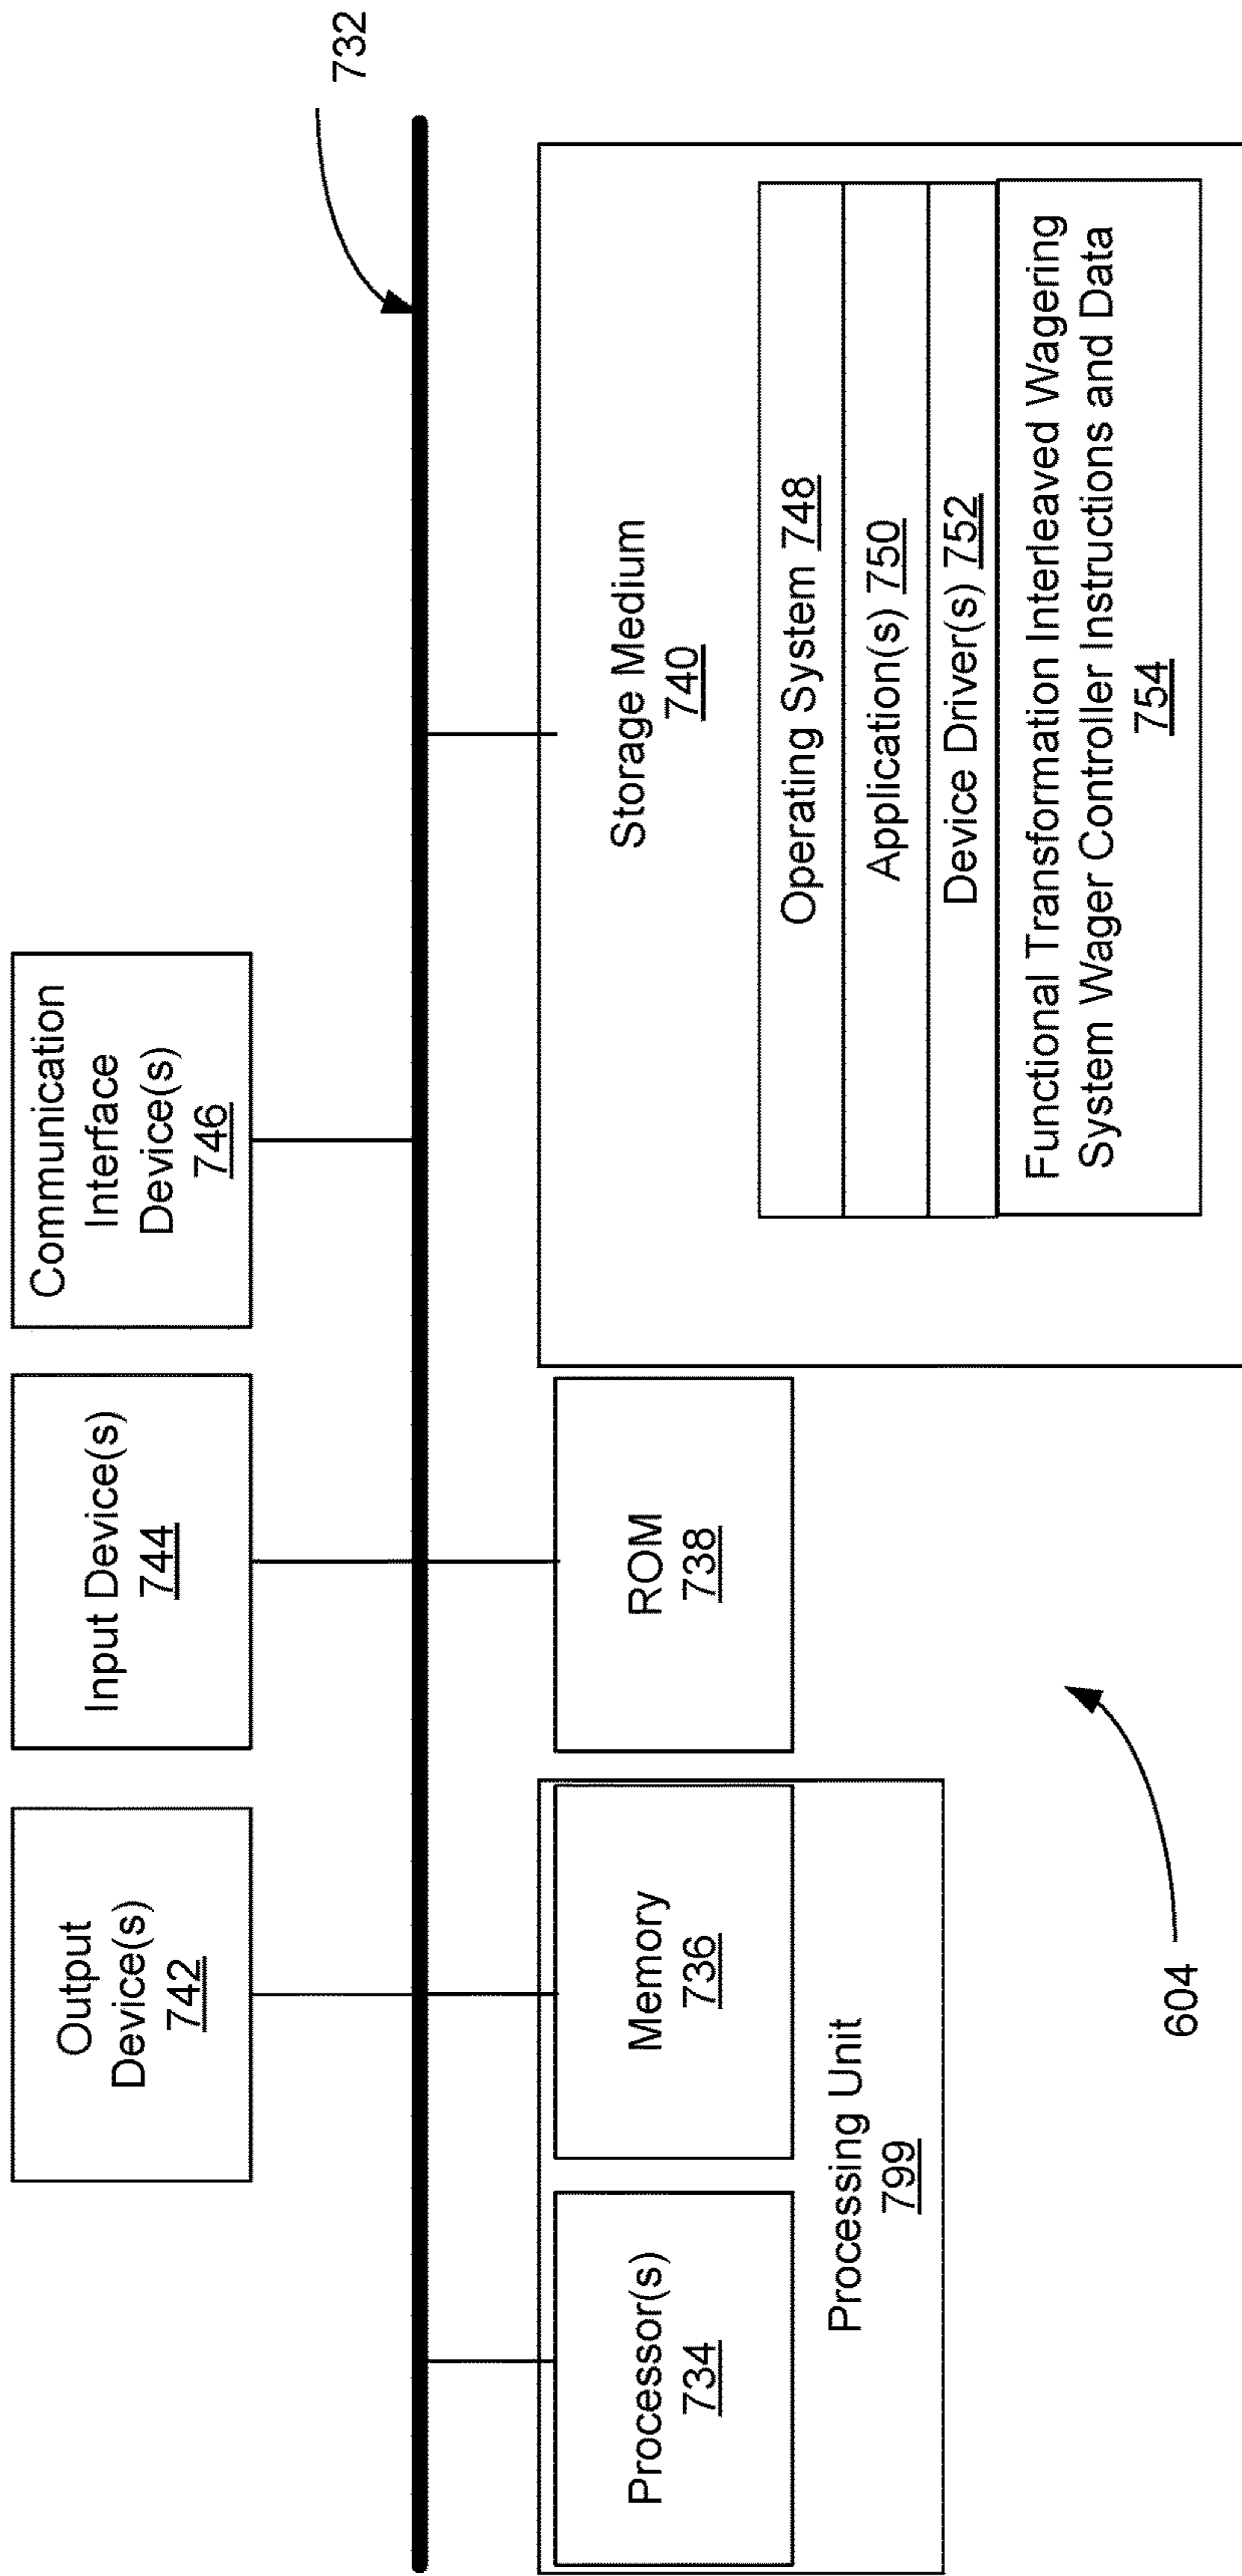 Output
Device(s)
742
Input Device(s)
744
Communication
Interface
Device(s)
746
732
Processor(s)
734
Memory
736
Processing Unit
799
ROM
738
Storage Medium
740
Operating System 748
Application(s) 750
Device Driver(s) 752
Functional Transformation Interleaved Wagering
System Wager Controller Instructions and Data
754
604